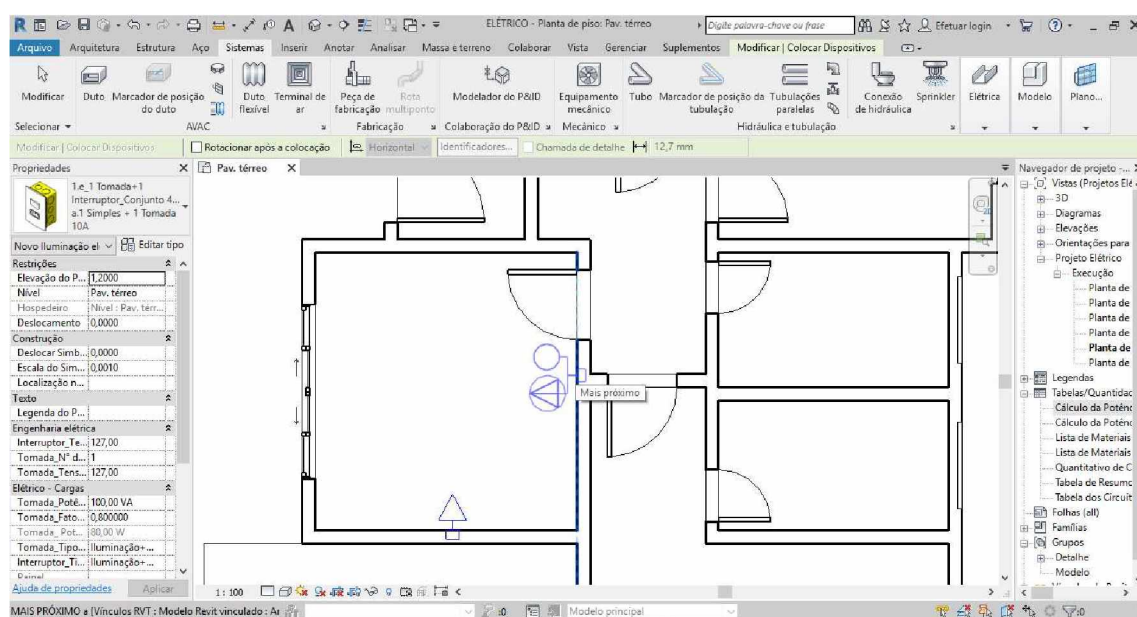 ELÉTRICO - Planta de piso: Pav. térreo
Digite palavra-chave ou frase
Efetuar login
Arquivo Arquitetura Estrutura Aço Sistemas Inserir Anotar Analisar Massa e terreno Colaborar Vista Gerenciar Suplementos Modificar | Colocar Dispositivos
Modificar Duto Marcador de posição do duto Duto flexível Terminal de ar Peça de fabricação Rota multiponto Modelador do P&ID Equipamento mecânico Tubo Marcador de posição da tubulação Tubulações paralelas Conexão de hidráulica Sprinkler Elétrica Modelo Plano...
Selecionar AVAC Fabricação Colaboração do P&ID Mecânico Hidráulica e tubulação
Modificar | Colocar Dispositivos Rotacionar após a colocação Horizontal Identificadores... Chamada de detalhe 12,7 mm
Propriedades
Pav. térreo
Navegador de projeto -...
1.e_1 Tomada+1
Interruptor_Conjunto 4...
a.1 Simples + 1 Tomada
10A
Novo Iluminação el
Editar tipo
Restrições
Elevação do P... 1,2000
Nível Pav. térreo
Hospedeiro Nível : Pav. térr...
Deslocamento 0,0000
Construção
Deslocar Simb... 0,0000
Escala do Sim... 0,0010
Localização n...
Texto
Legenda do P...
Engenharia elétrica
Interruptor_Te... 127,00
Tomada_N° d... 1
Tomada_Tens... 127,00
Elétrico - Cargas
Tomada_Potê... 100,00 VA
Tomada_Fato... 0,800000
Tomada_ Pot... 80,00 W
Tomada_Tipo... Iluminação+...
Interruptor_Ti... Iluminação+...
Painel
Ajuda de propriedades
Aplicar
Mais próximo
Vistas (Projetos Elé
3D
Diagramas
Elevações
Orientações para
Projeto Elétrico
Execução
Planta de
Planta de
Planta de
Planta de
Planta de
Planta de
Legendas
Tabelas/Quantidac
Cálculo da Potênc
Cálculo da Potênc
Lista de Materiais
Lista de Materiais
Quantitativo de C
Tabela de Resumo
Tabela dos Circuit
Folhas (all)
Famílias
Grupos
Detalhe
Modelo
1 : 100
MAIS PRÓXIMO a (Vínculos RVT : Modelo Revit vinculado : Ar
:0
Modelo principal
:0